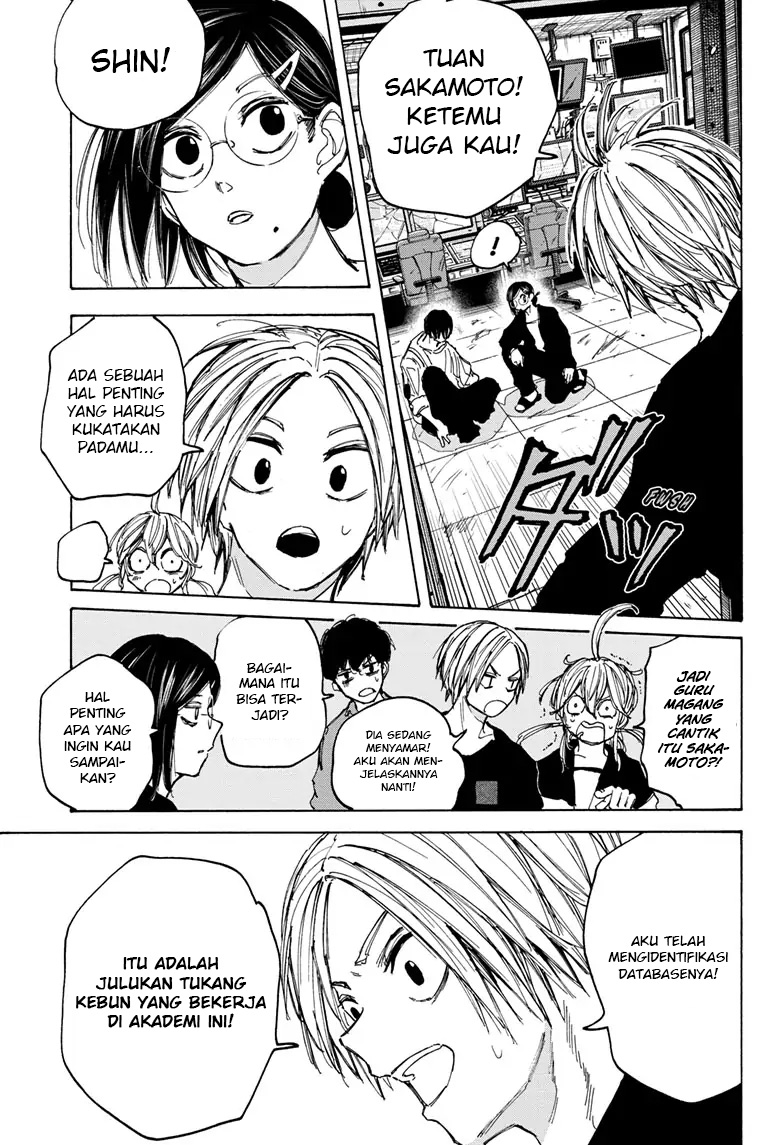 TUAN
SAKAMOTO!
KETEMU
JUGA KAU!
!
FWSH
ダッ
SHIN!
ADA SEBUAH
HAL PENTING
YANG HARUS
KUKATAKAN
PADAMU...
JADI
GURU
MAGANG
YANG
CANTIK
ITU SAKA-
MOTO?!
DIA SEDANG
MENYAMAR!
AKU AKAN MEN-
JELASKANNYA
NANTI!
BAGAI-
MANA ITU
BISA TER-
JADI?
HAL
PENTING
APA YANG
INGIN KAU
SAMPAI-
KAN?
AKU TELAH
MENGIDENTIFIKASI
DATABASENYA!
ITU ADALAH
JULUKAN TUKANG
KEBUN YANG BEKERJA
DI AKADEMI INI!